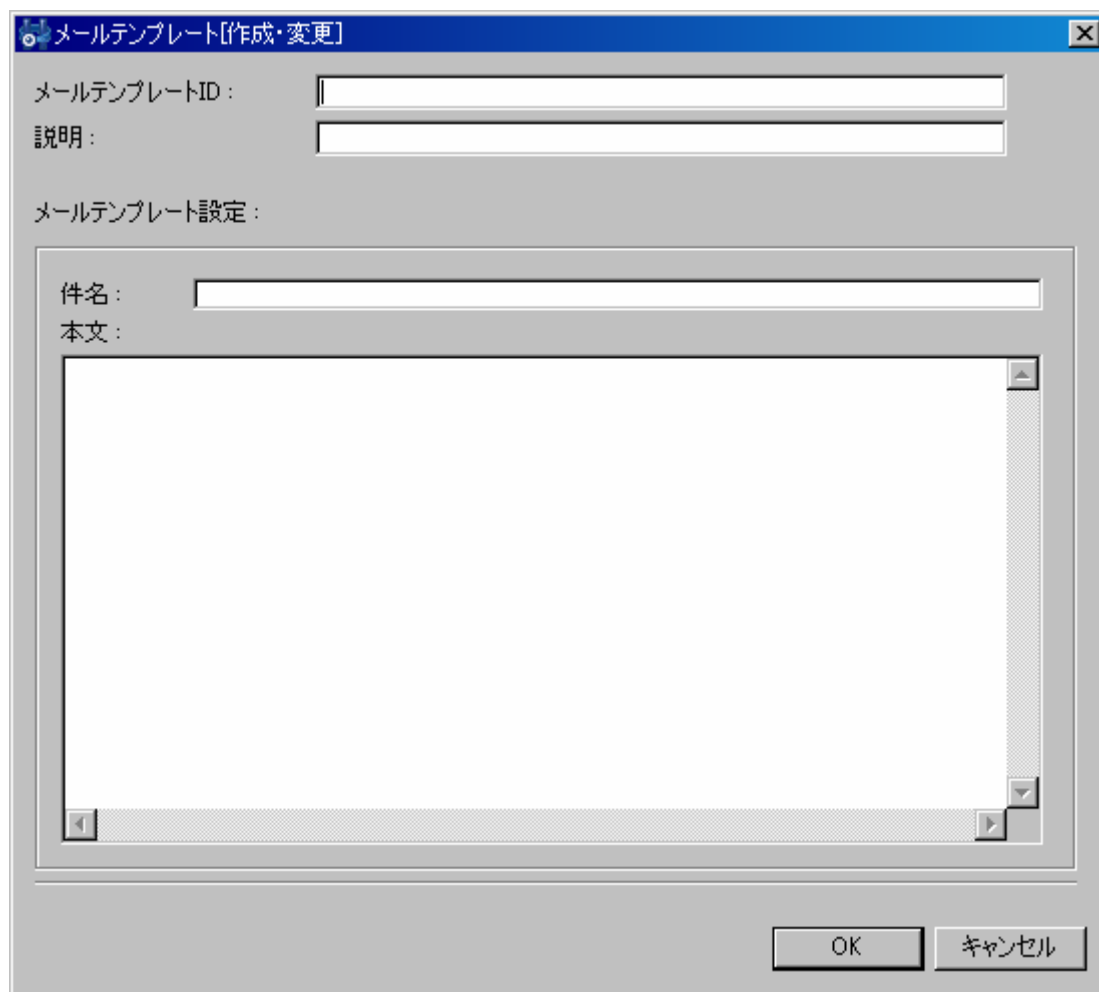 メールテンプレート[作成・変更]
メールテンプレートID：
説明：
メールテンプレート設定：
件名：
本文：
OK キャンセル